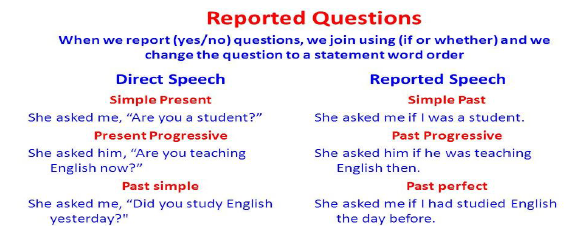 Reported Questions
When we report (yes/no) questions, we join using (if or whether) and we
change the question to a statement word order
Direct Speech
Simple Present
She asked me, “Are you a student?”
Present Progressive
She asked him, “Are you teaching
English now?”
Past simple
She asked me, “Did you study English
yesterday?"
Reported Speech
Simple Past
She asked me if I was a student.
Past Progressive
She asked him if he was teaching
English then.
Past perfect
She asked me if I had studied English
the day before.